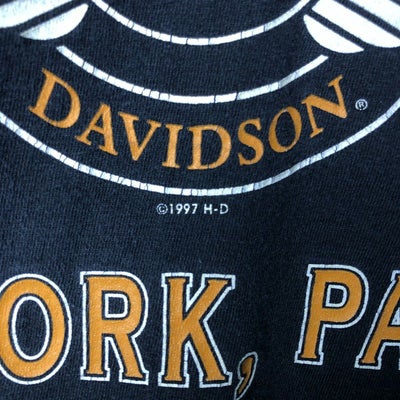 DAVIDSON®
©1997 H-D
ORK, PA